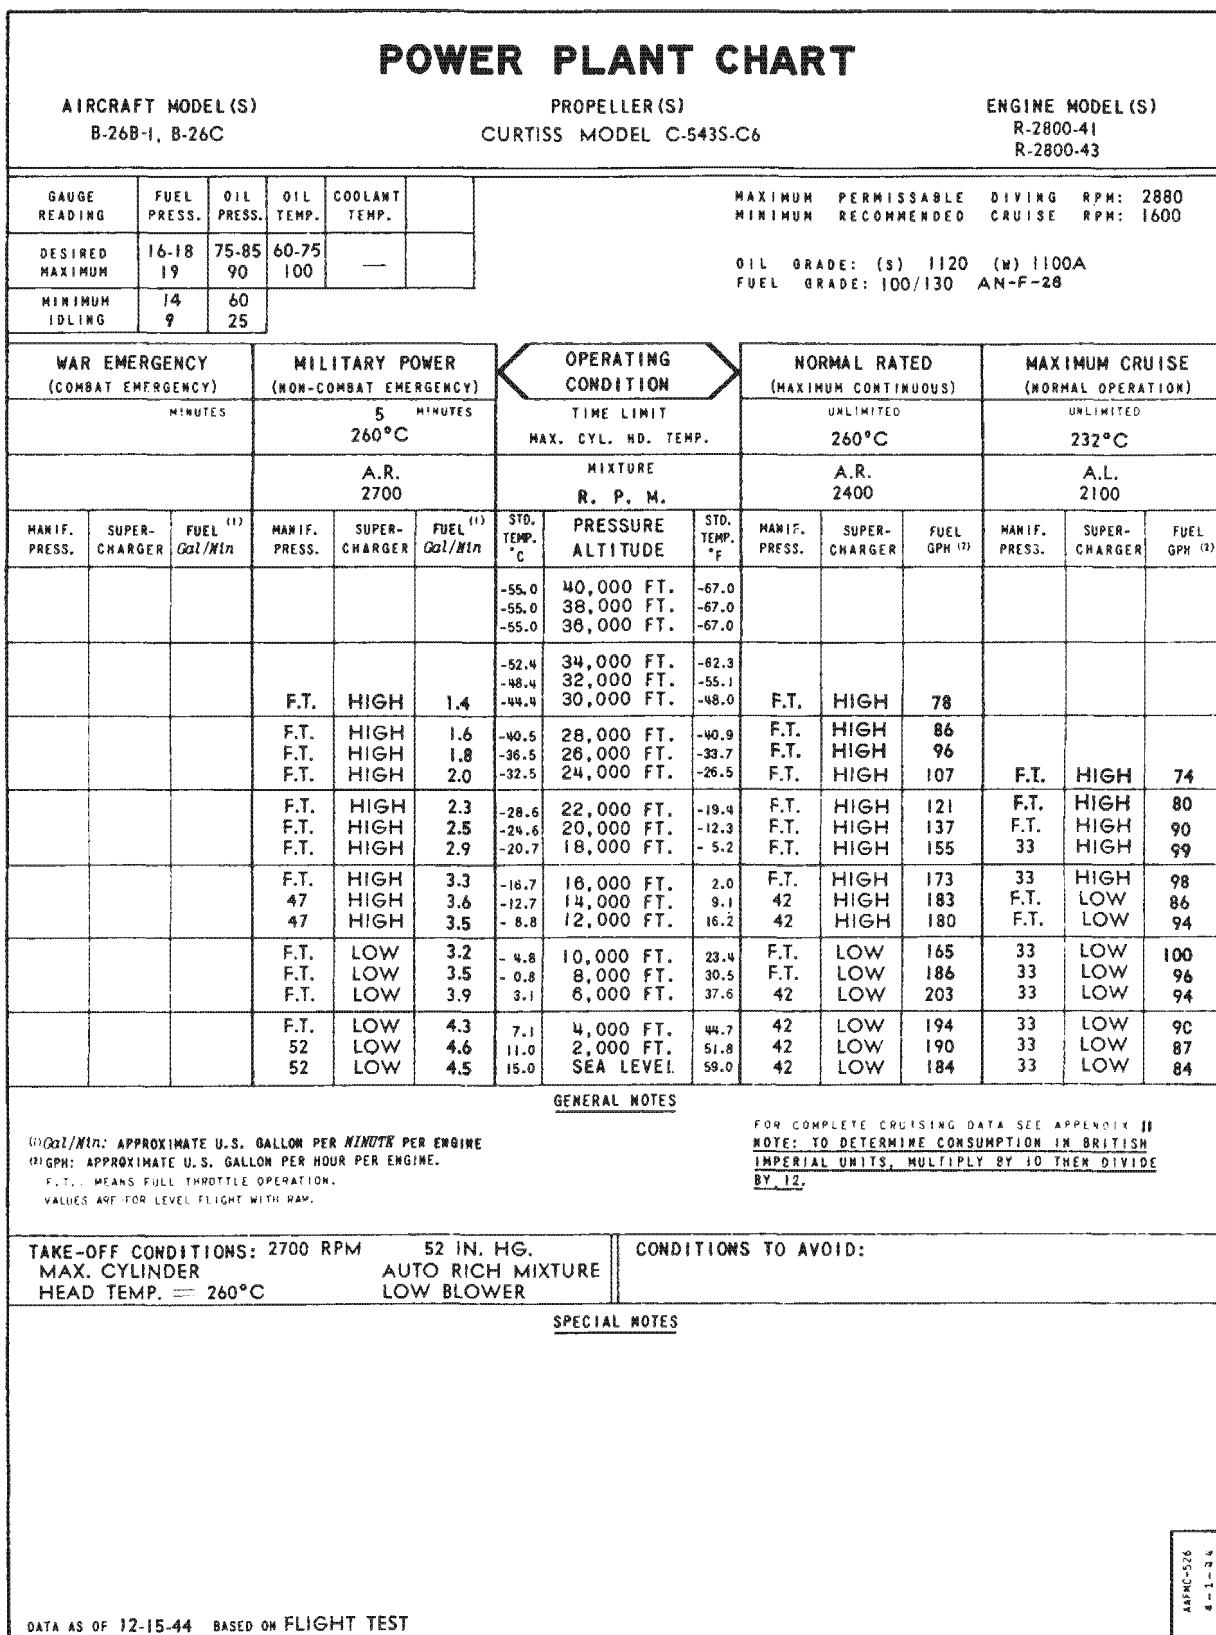 POWER PLANT CHART
AIRCRAFT MODEL(S) PROPELLER(S) ENGINE MODEL(S)
B-26B-1, B-26C CURTISS MODEL C-543S-C6 R-2800-41
R-2800-43
GAUGE READING FUEL PRESS. OIL PRESS. OIL TEMP. COOLANT TEMP.
DESIRED 16-18 75-85 60-75
MAXIMUM 19 90 100 —
MINIMUM 14 60
IDLING 9 25
MAXIMUM PERMISSABLE DIVING RPM: 2880
MINIMUM RECOMMENDED CRUISE RPM: 1600
OIL GRADE: (S) 1120 (W) 1100A
FUEL GRADE: 100/130 AN-F-28
WAR EMERGENCY MILITARY POWER OPERATING NORMAL RATED MAXIMUM CRUISE
(COMBAT EMERGENCY) (NON-COMBAT EMERGENCY) CONDITION (MAXIMUM CONTINUOUS) (NORMAL OPERATION)
MINUTES 5 MINUTES TIME LIMIT UNLIMITED UNLIMITED
260°C MAX. CYL. HD. TEMP. 260°C 232°C
A.R. MIXTURE A.R. A.L.
2700 R. P. M. 2400 2100
MANIF. PRESS. SUPER-CHARGER FUEL (1) Gal/Min MANIF. PRESS. SUPER-CHARGER FUEL (1) Gal/Min STD. TEMP. °C PRESSURE ALTITUDE STD. TEMP. °F MANIF. PRESS. SUPER-CHARGER FUEL GPH (2) MANIF. PRESS. SUPER-CHARGER FUEL GPH (2)
-55.0 40,000 FT. -67.0
-55.0 38,000 FT. -67.0
-55.0 36,000 FT. -67.0
-52.4 34,000 FT. -62.3
-48.4 32,000 FT. -55.1
F.T. HIGH 1.4 -44.4 30,000 FT. -48.0 F.T. HIGH 78
F.T. HIGH 1.6 -40.5 28,000 FT. -40.9 F.T. HIGH 86
F.T. HIGH 1.8 -36.5 26,000 FT. -33.7 F.T. HIGH 96
F.T. HIGH 2.0 -32.5 24,000 FT. -26.5 F.T. HIGH 107 F.T. HIGH 74
F.T. HIGH 2.3 -28.6 22,000 FT. -19.4 F.T. HIGH 121 F.T. HIGH 80
F.T. HIGH 2.5 -24.6 20,000 FT. -12.3 F.T. HIGH 137 F.T. HIGH 90
F.T. HIGH 2.9 -20.7 18,000 FT. - 5.2 F.T. HIGH 155 33 HIGH 99
F.T. HIGH 3.3 -16.7 16,000 FT. 2.0 F.T. HIGH 173 33 HIGH 98
47 HIGH 3.6 -12.7 14,000 FT. 9.1 42 HIGH 183 F.T. LOW 86
47 HIGH 3.5 - 8.8 12,000 FT. 16.2 42 HIGH 180 F.T. LOW 94
F.T. LOW 3.2 - 4.8 10,000 FT. 23.4 F.T. LOW 165 33 LOW 100
F.T. LOW 3.5 - 0.8 8,000 FT. 30.5 F.T. LOW 186 33 LOW 96
F.T. LOW 3.9 3.1 6,000 FT. 37.6 42 LOW 203 33 LOW 94
F.T. LOW 4.3 7.1 4,000 FT. 44.7 42 LOW 194 33 LOW 90
52 LOW 4.6 11.0 2,000 FT. 51.8 42 LOW 190 33 LOW 87
52 LOW 4.5 15.0 SEA LEVEL 59.0 42 LOW 184 33 LOW 84
GENERAL NOTES
(1) Gal/Min: APPROXIMATE U.S. GALLON PER MINUTE PER ENGINE
(2) GPH: APPROXIMATE U.S. GALLON PER HOUR PER ENGINE.
F.T.: MEANS FULL THROTTLE OPERATION.
VALUES ARE FOR LEVEL FLIGHT WITH RAM.
FOR COMPLETE CRUISING DATA SEE APPENDIX II
NOTE: TO DETERMINE CONSUMPTION IN BRITISH
IMPERIAL UNITS, MULTIPLY BY 10 THEN DIVIDE
BY 12.
TAKE-OFF CONDITIONS: 2700 RPM 52 IN. HG.
MAX. CYLINDER AUTO RICH MIXTURE
HEAD TEMP. = 260°C LOW BLOWER
CONDITIONS TO AVOID:
SPECIAL NOTES
AAFMC-526
4-1-44
DATA AS OF 12-15-44 BASED ON FLIGHT TEST